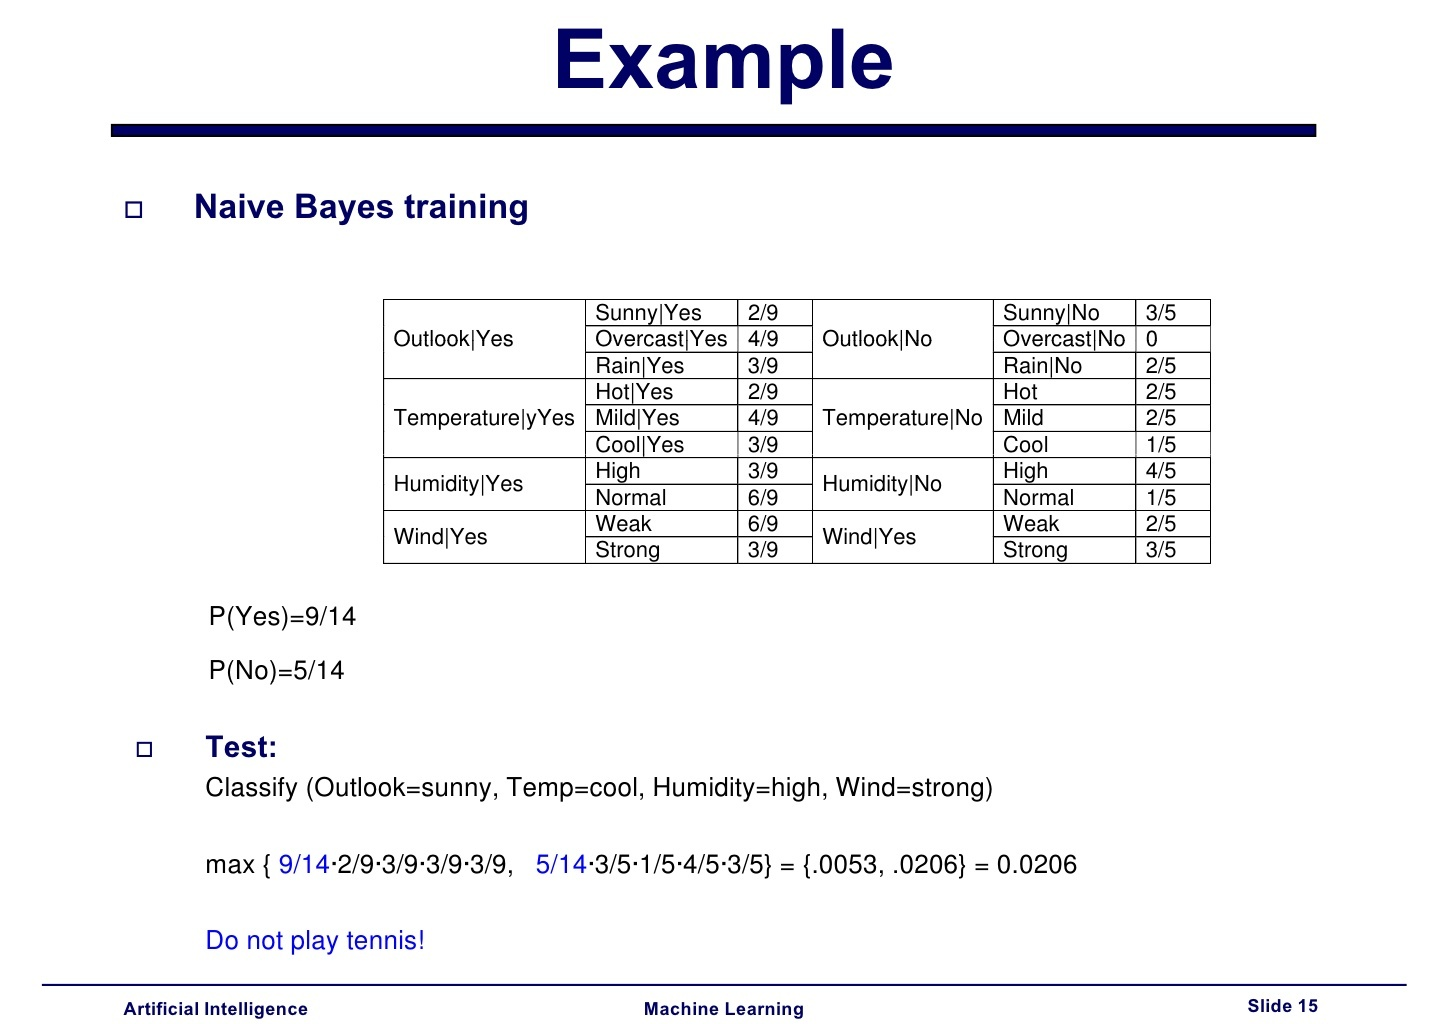 Example
Naive Bayes training
Outlook|Yes Sunny|Yes 2/9 Outlook|No Sunny|No 3/5
Overcast|Yes 4/9 Overcast|No 0
Rain|Yes 3/9 Rain|No 2/5
Temperature|yYes Hot|Yes 2/9 Temperature|No Hot 2/5
Mild|Yes 4/9 Mild 2/5
Cool|Yes 3/9 Cool 1/5
Humidity|Yes High 3/9 Humidity|No High 4/5
Normal 6/9 Normal 1/5
Wind|Yes Weak 6/9 Wind|Yes Weak 2/5
Strong 3/9 Strong 3/5
P(Yes)=9/14
P(No)=5/14
Test:
Classify (Outlook=sunny, Temp=cool, Humidity=high, Wind=strong)
max { 9/14·2/9·3/9·3/9·3/9, 5/14·3/5·1/5·4/5·3/5} = {.0053, .0206} = 0.0206
Do not play tennis!
Artificial Intelligence Machine Learning Slide 15